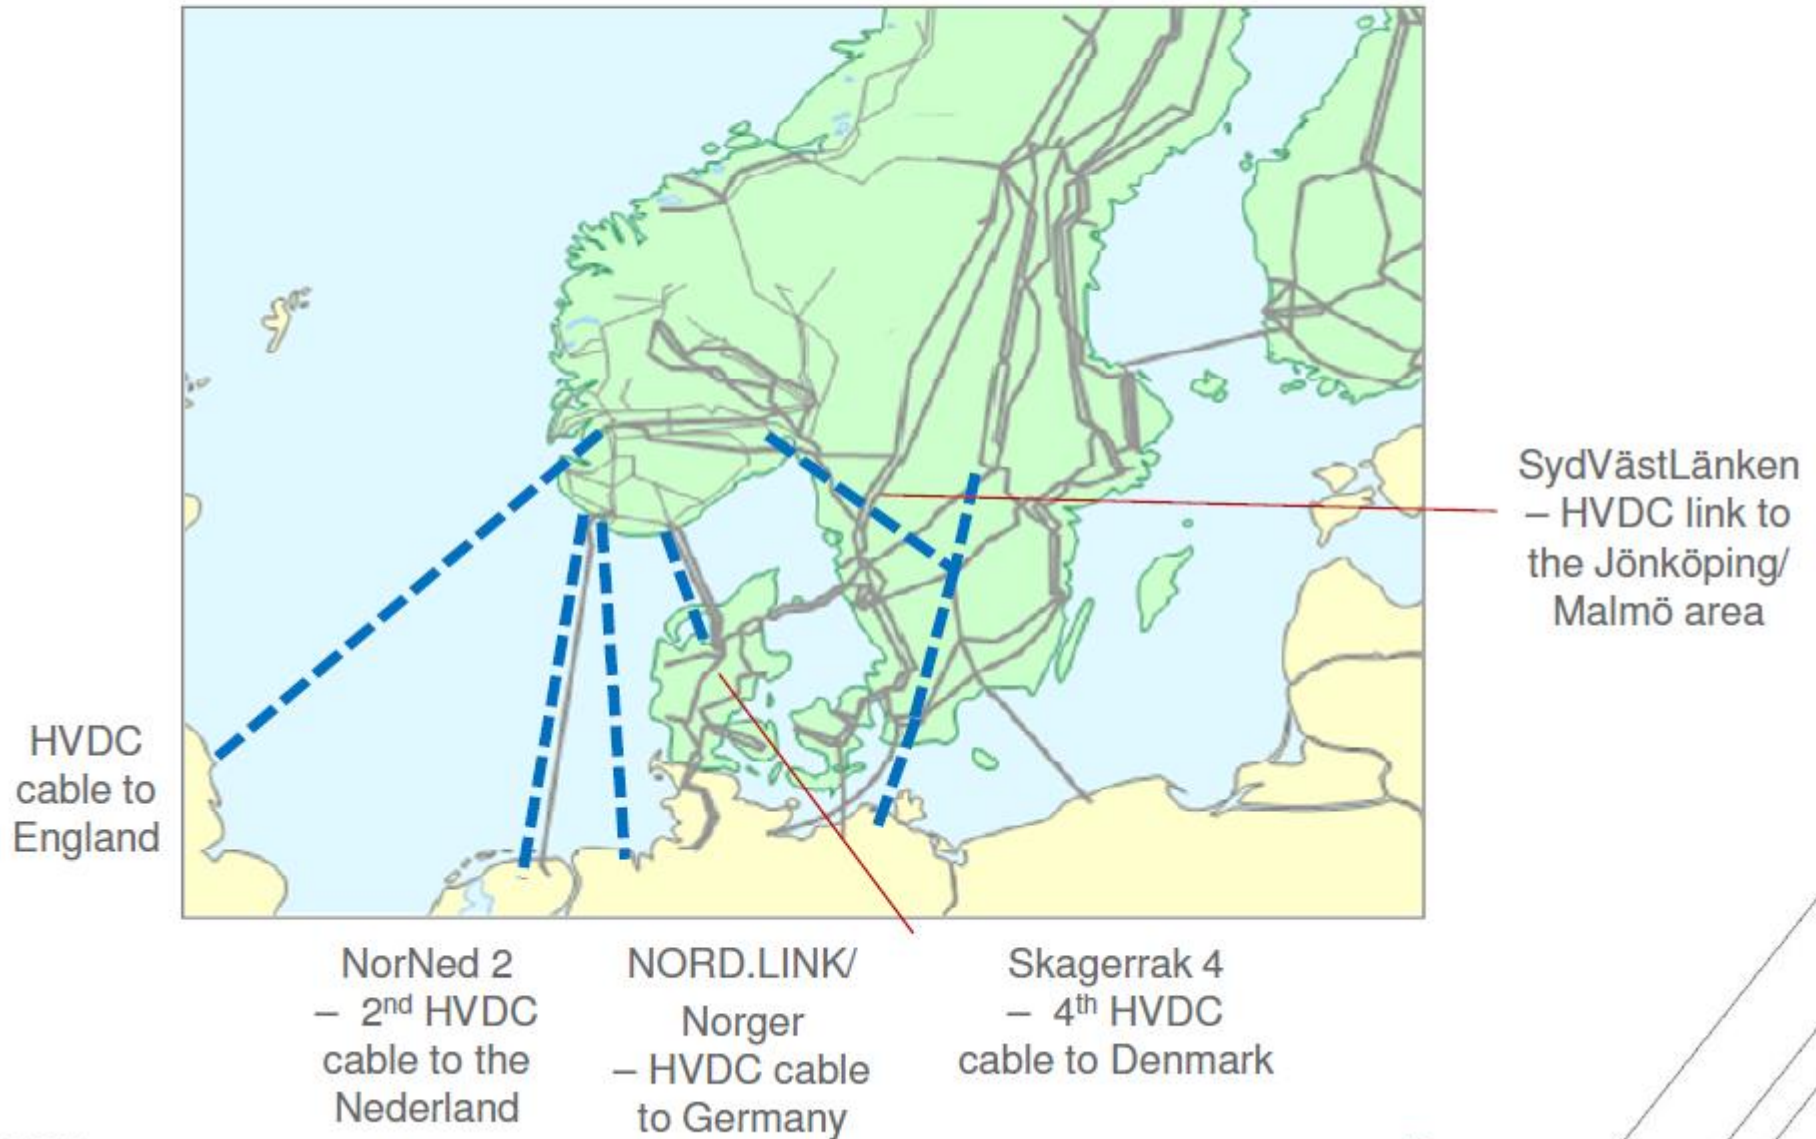 SydVästLänken
– HVDC link to
the Jönköping/
Malmö area
HVDC
cable to
England
NorNed 2
– 2nd HVDC
cable to the
Nederland
NORD.LINK/
Norger
– HVDC cable
to Germany
Skagerrak 4
– 4th HVDC
cable to Denmark